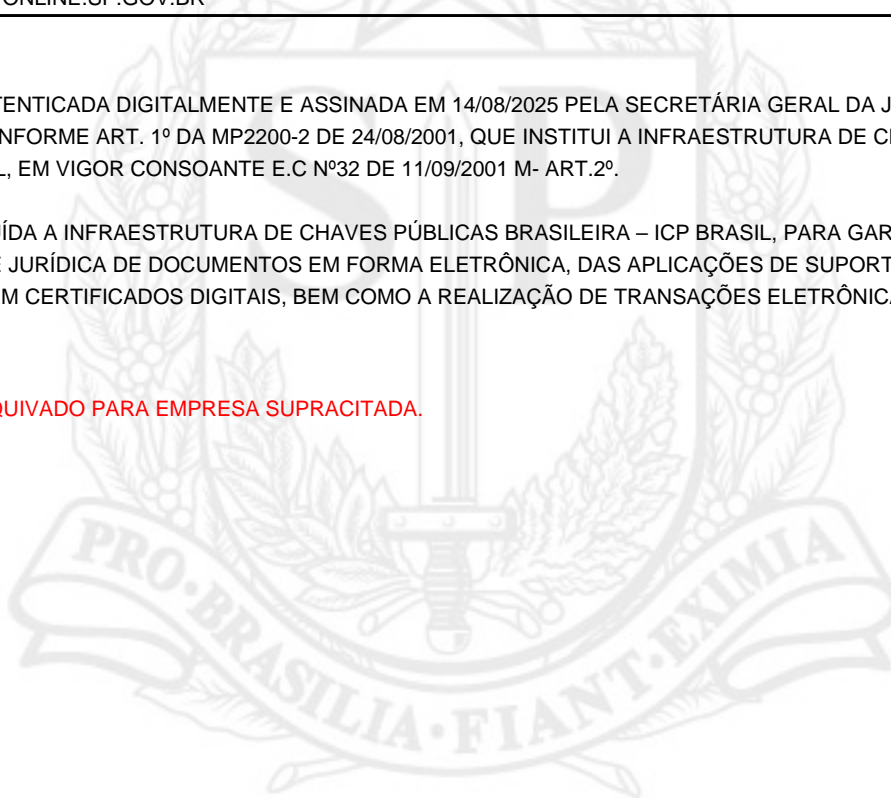 ONLINE.SP.GOV.BR
TENTICADA DIGITALMENTE E ASSINADA EM 14/08/2025 PELA SECRETÁRIA GERAL DA J
NFORME ART. 1º DA MP2200-2 DE 24/08/2001, QUE INSTITUI A INFRAESTRUTURA DE C
L, EM VIGOR CONSOANTE E.C Nº32 DE 11/09/2001 M- ART.2º.
ÍDA A INFRAESTRUTURA DE CHAVES PÚBLICAS BRASILEIRA – ICP BRASIL, PARA GAR
E JURÍDICA DE DOCUMENTOS EM FORMA ELETRÔNICA, DAS APLICAÇÕES DE SUPORT
M CERTIFICADOS DIGITAIS, BEM COMO A REALIZAÇÃO DE TRANSAÇÕES ELETRÔNICA
QUIVADO PARA EMPRESA SUPRACITADA.
SP
PRO·BRASILIA·FIANT·EXIMIA